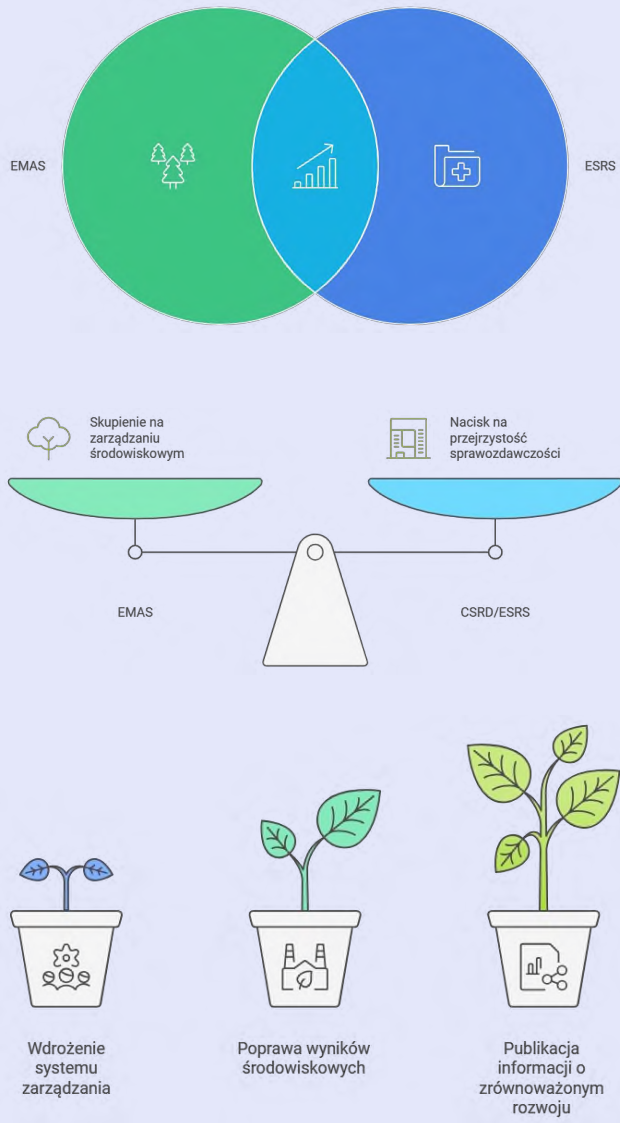 EMAS
ESRS
Skupienie na
zarządzaniu
środowiskowym
Nacisk na
przejrzystość
sprawozdawczości
EMAS
CSRD/ESRS
Wdrożenie
systemu
zarządzania
Poprawa wyników
środowiskowych
Publikacja
informacji o
zrównoważonym
rozwoju